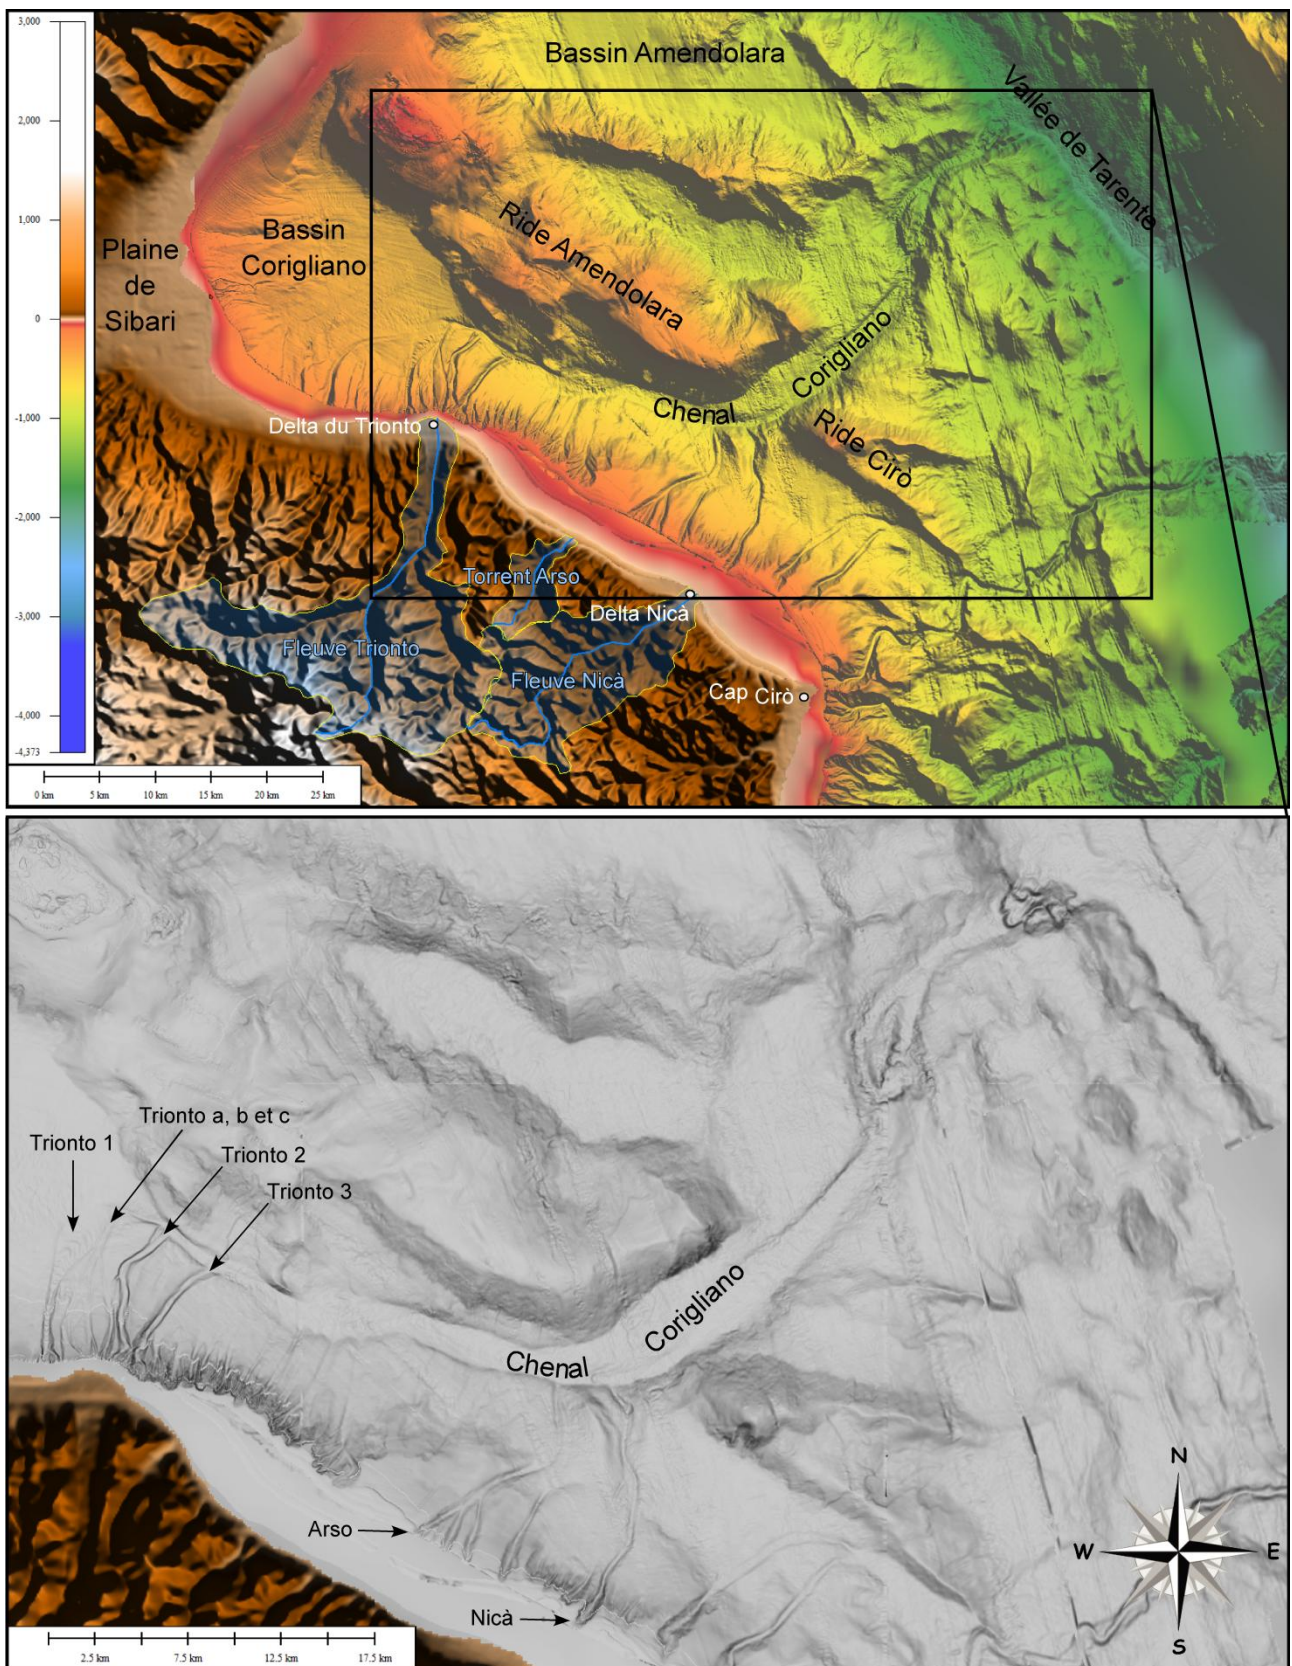 3,000
2,000
1,000
0
-1,000
-2,000
-3,000
-4,000
-4,373
Bassin Amendolara
Vallée de Tarente
Bassin
Corigliano
Plaine
de
Sibari
Ride Amendolara
Chenal Corigliano
Ride Cirò
Delta du Trionto
Torrent Arso
Delta Nicà
Fleuve Trionto
Fleuve Nicà
Cap Cirò
0 km 5 km 10 km 15 km 20 km 25 km
Trionto a, b et c
Trionto 1
Trionto 2
Trionto 3
Chenal Corigliano
Arso
Nicà
N
W E
S
2.5 km 7.5 km 12.5 km 17.5 km